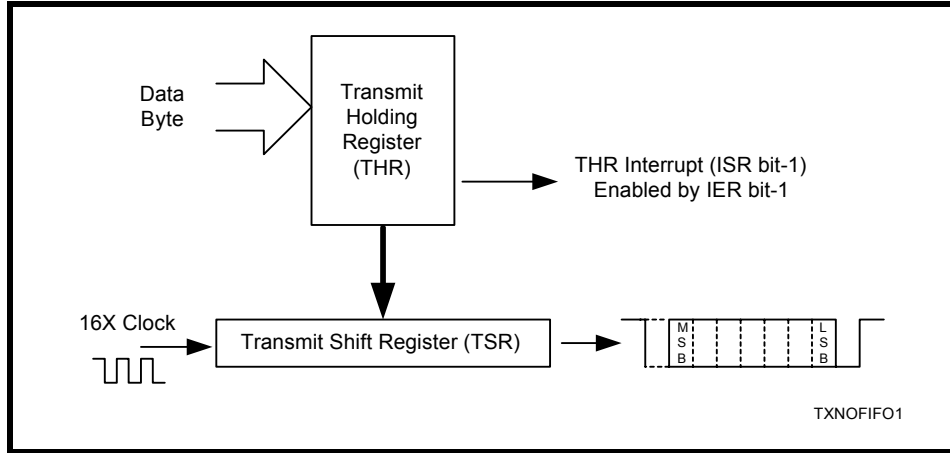 Data
Byte
Transmit
Holding
Register
(THR)
THR Interrupt (ISR bit-1)
Enabled by IER bit-1
16X Clock
Transmit Shift Register (TSR)
M
S
B
L
S
B
TXNOFIFO1